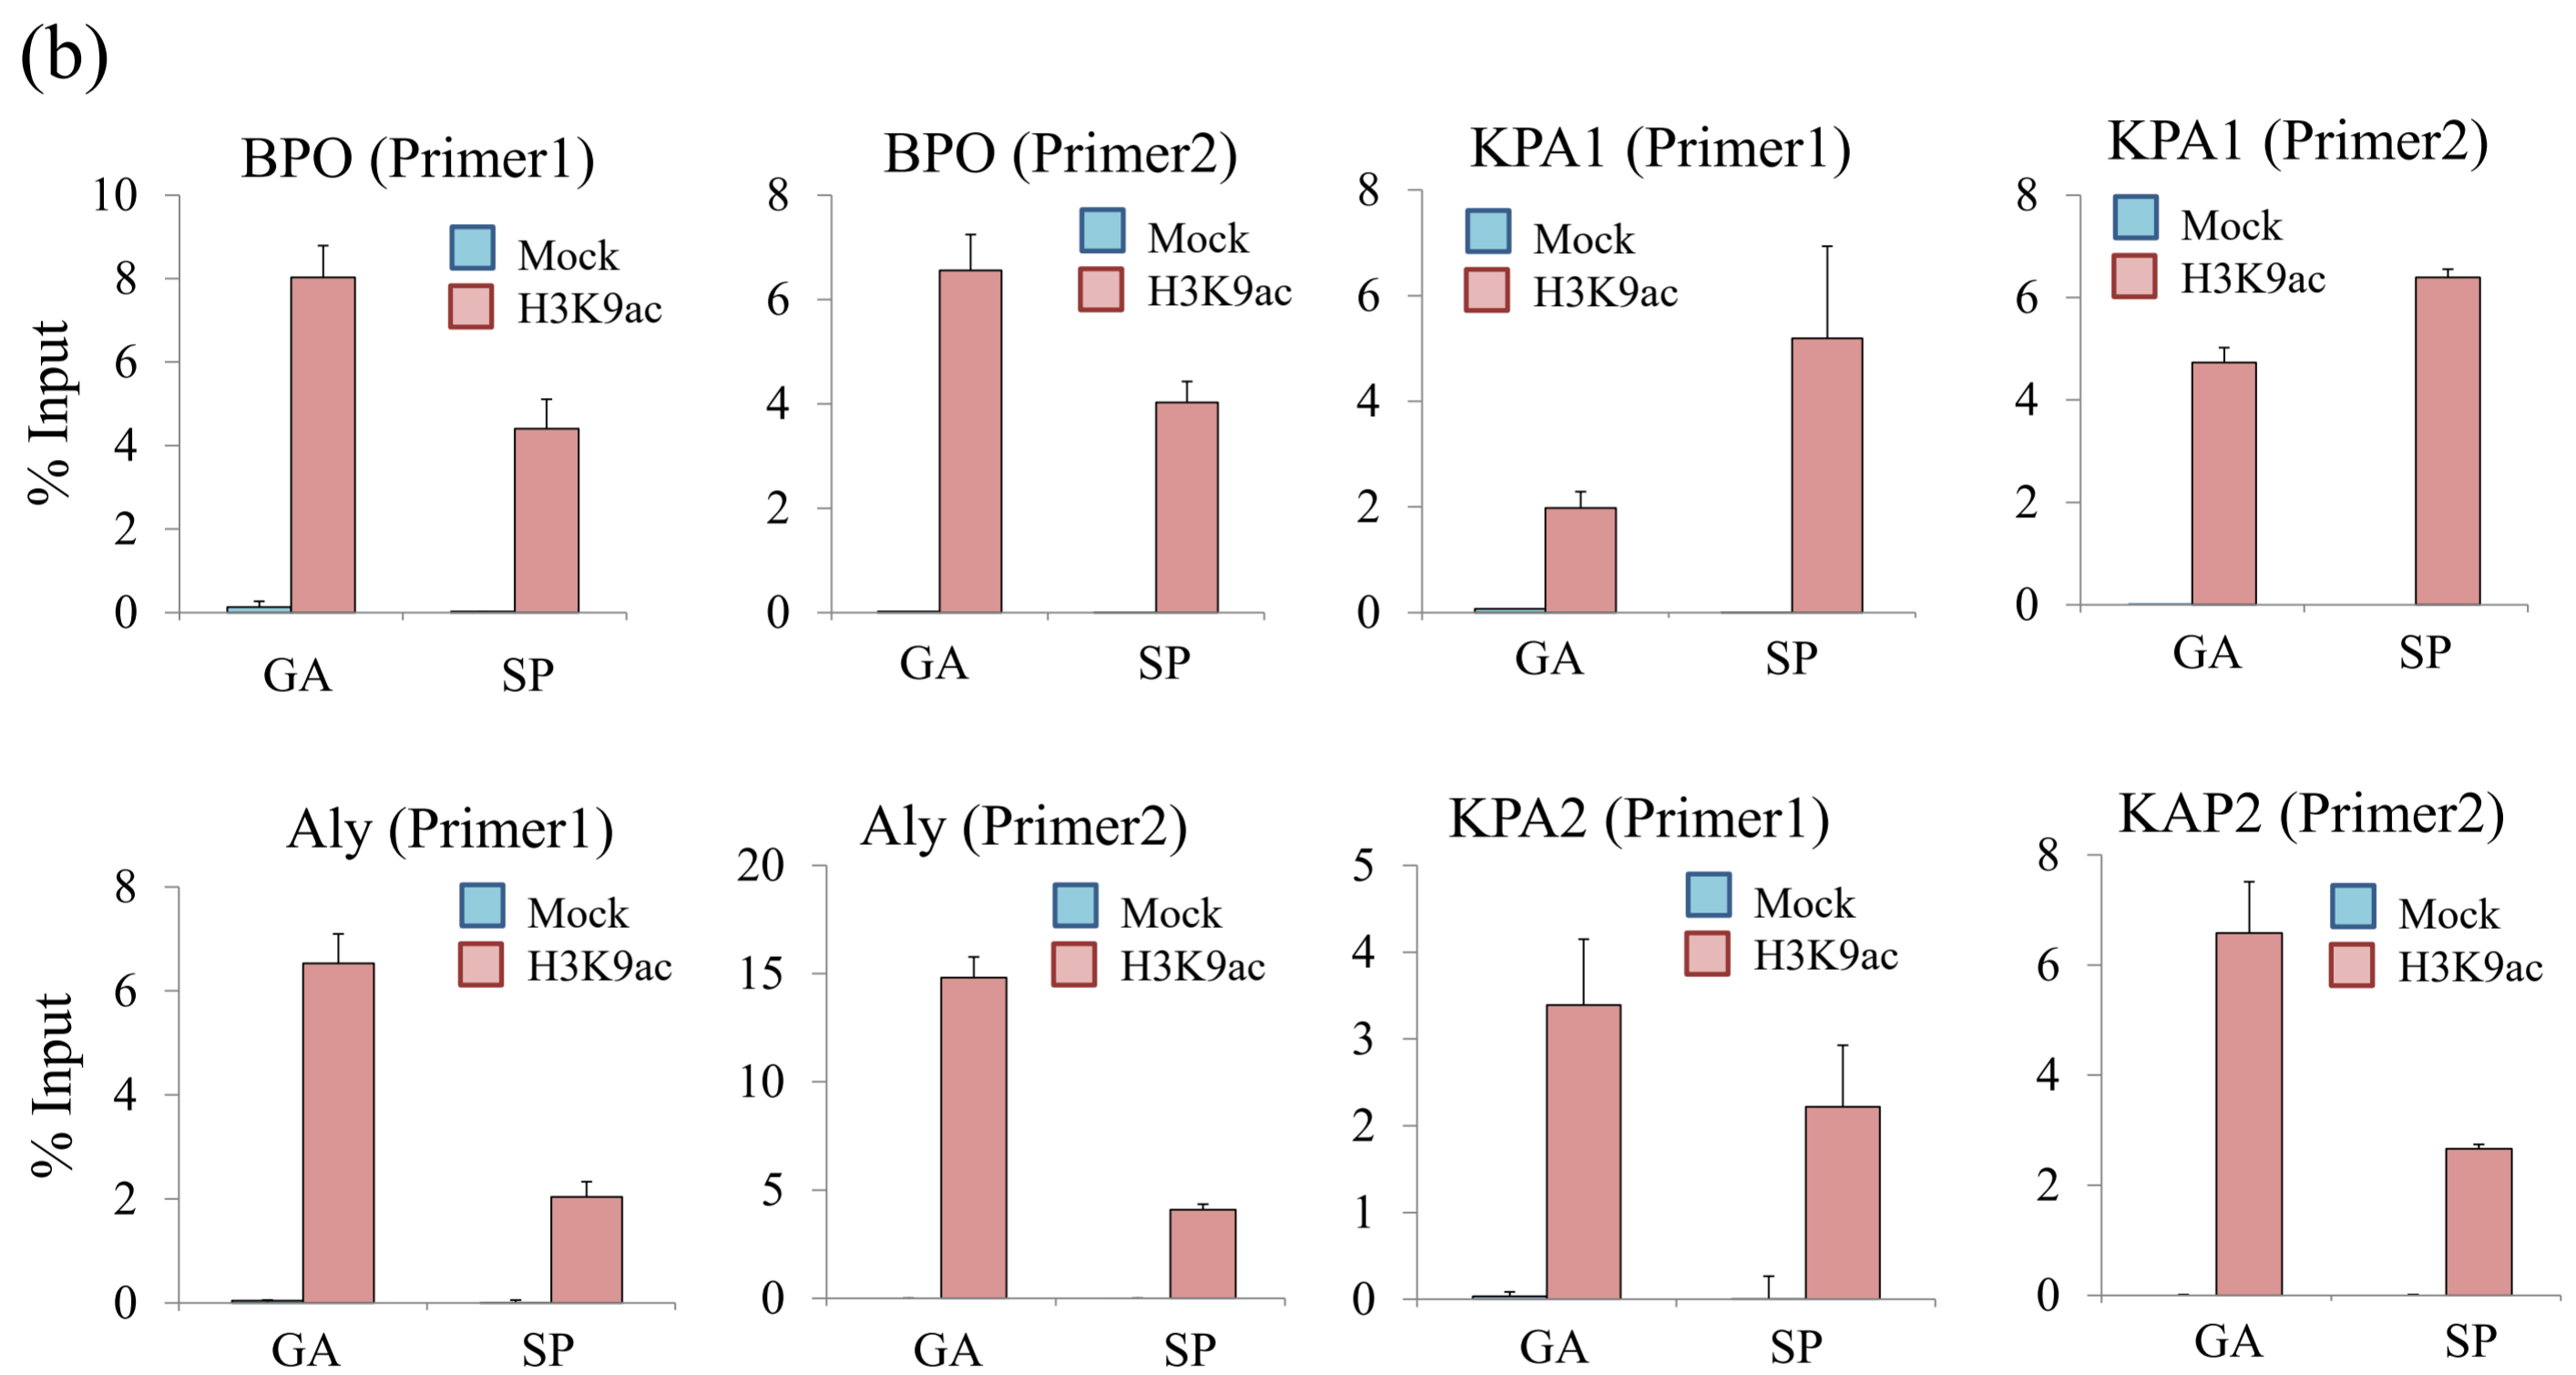 (b)
BPO (Primer1)
% Input
10
8
6
4
2
0
Mock
H3K9ac
GA SP
BPO (Primer2)
8
6
4
2
0
Mock
H3K9ac
GA SP
KPA1 (Primer1)
8
6
4
2
0
Mock
H3K9ac
GA SP
KPA1 (Primer2)
8
6
4
2
0
Mock
H3K9ac
GA SP
Aly (Primer1)
% Input
8
6
4
2
0
Mock
H3K9ac
GA SP
Aly (Primer2)
20
15
10
5
0
Mock
H3K9ac
GA SP
KPA2 (Primer1)
5
4
3
2
1
0
Mock
H3K9ac
GA SP
KAP2 (Primer2)
8
6
4
2
0
Mock
H3K9ac
GA SP